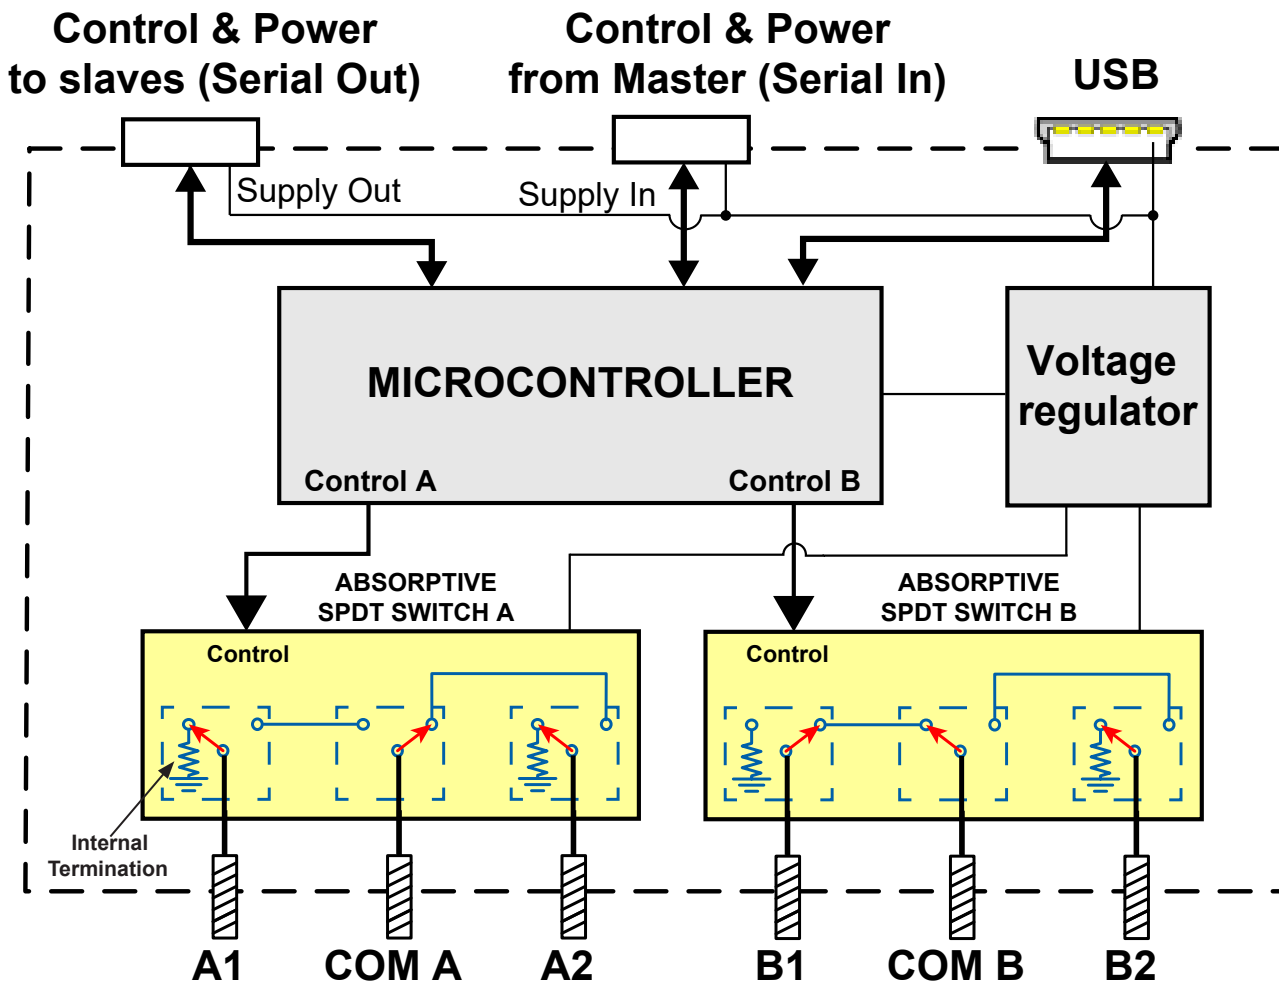 Control & Power
to slaves (Serial Out)
Control & Power
from Master (Serial In)
USB
Supply Out
Supply In
MICROCONTROLLER
Voltage
regulator
Control A
Control B
ABSORPTIVE
SPDT SWITCH A
ABSORPTIVE
SPDT SWITCH B
Control
Control
Internal
Termination
A1
COM A
A2
B1
COM B
B2